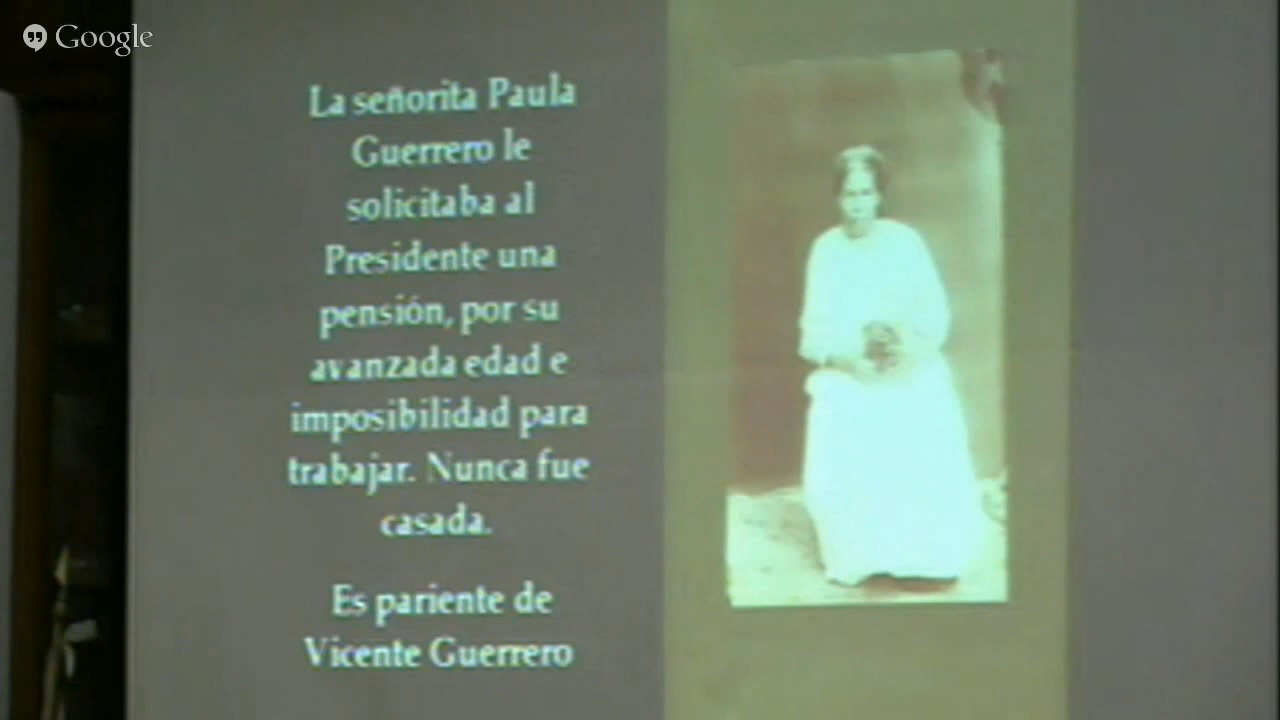 Google
La señorita Paula
Guerrero le
solicitaba al
Presidente una
pensión, por su
avanzada edad e
imposibilidad para
trabajar. Nunca fue
casada.
Es pariente de
Vicente Guerrero